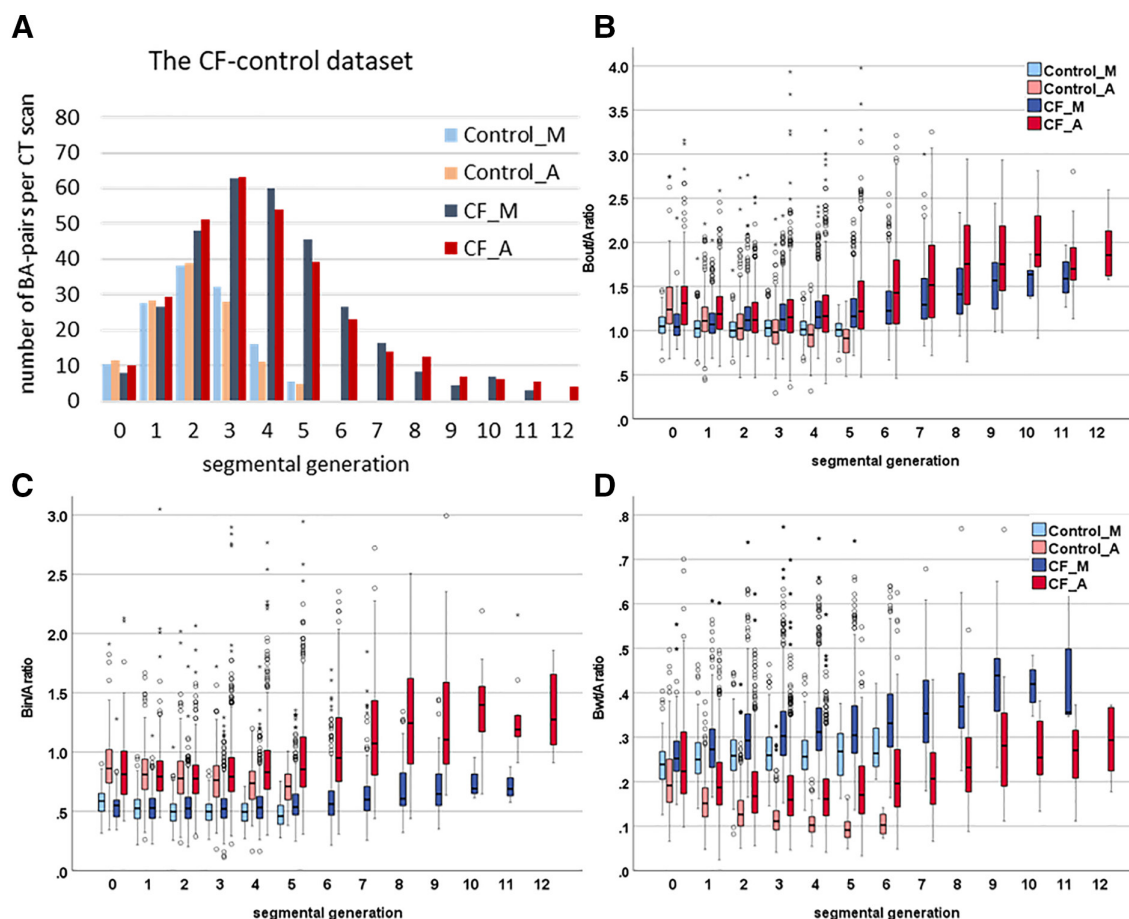 A
The CF-control dataset
number of BA-pairs per CT scan
80
70
60
50
40
30
20
10
0
Control_M
Control_A
CF_M
CF_A
0 1 2 3 4 5 6 7 8 9 10 11 12
segmental generation
B
Bout/A ratio
4.0
3.5
3.0
2.5
2.0
1.5
1.0
.5
.0
Control_M
Control_A
CF_M
CF_A
0 1 2 3 4 5 6 7 8 9 10 11 12
segmental generation
C
Bin/A ratio
3.0
2.5
2.0
1.5
1.0
.5
.0
0 1 2 3 4 5 6 7 8 9 10 11 12
segmental generation
D
Bwt/A ratio
.8
.7
.6
.5
.4
.3
.2
.1
.0
Control_M
Control_A
CF_M
CF_A
0 1 2 3 4 5 6 7 8 9 10 11 12
segmental generation